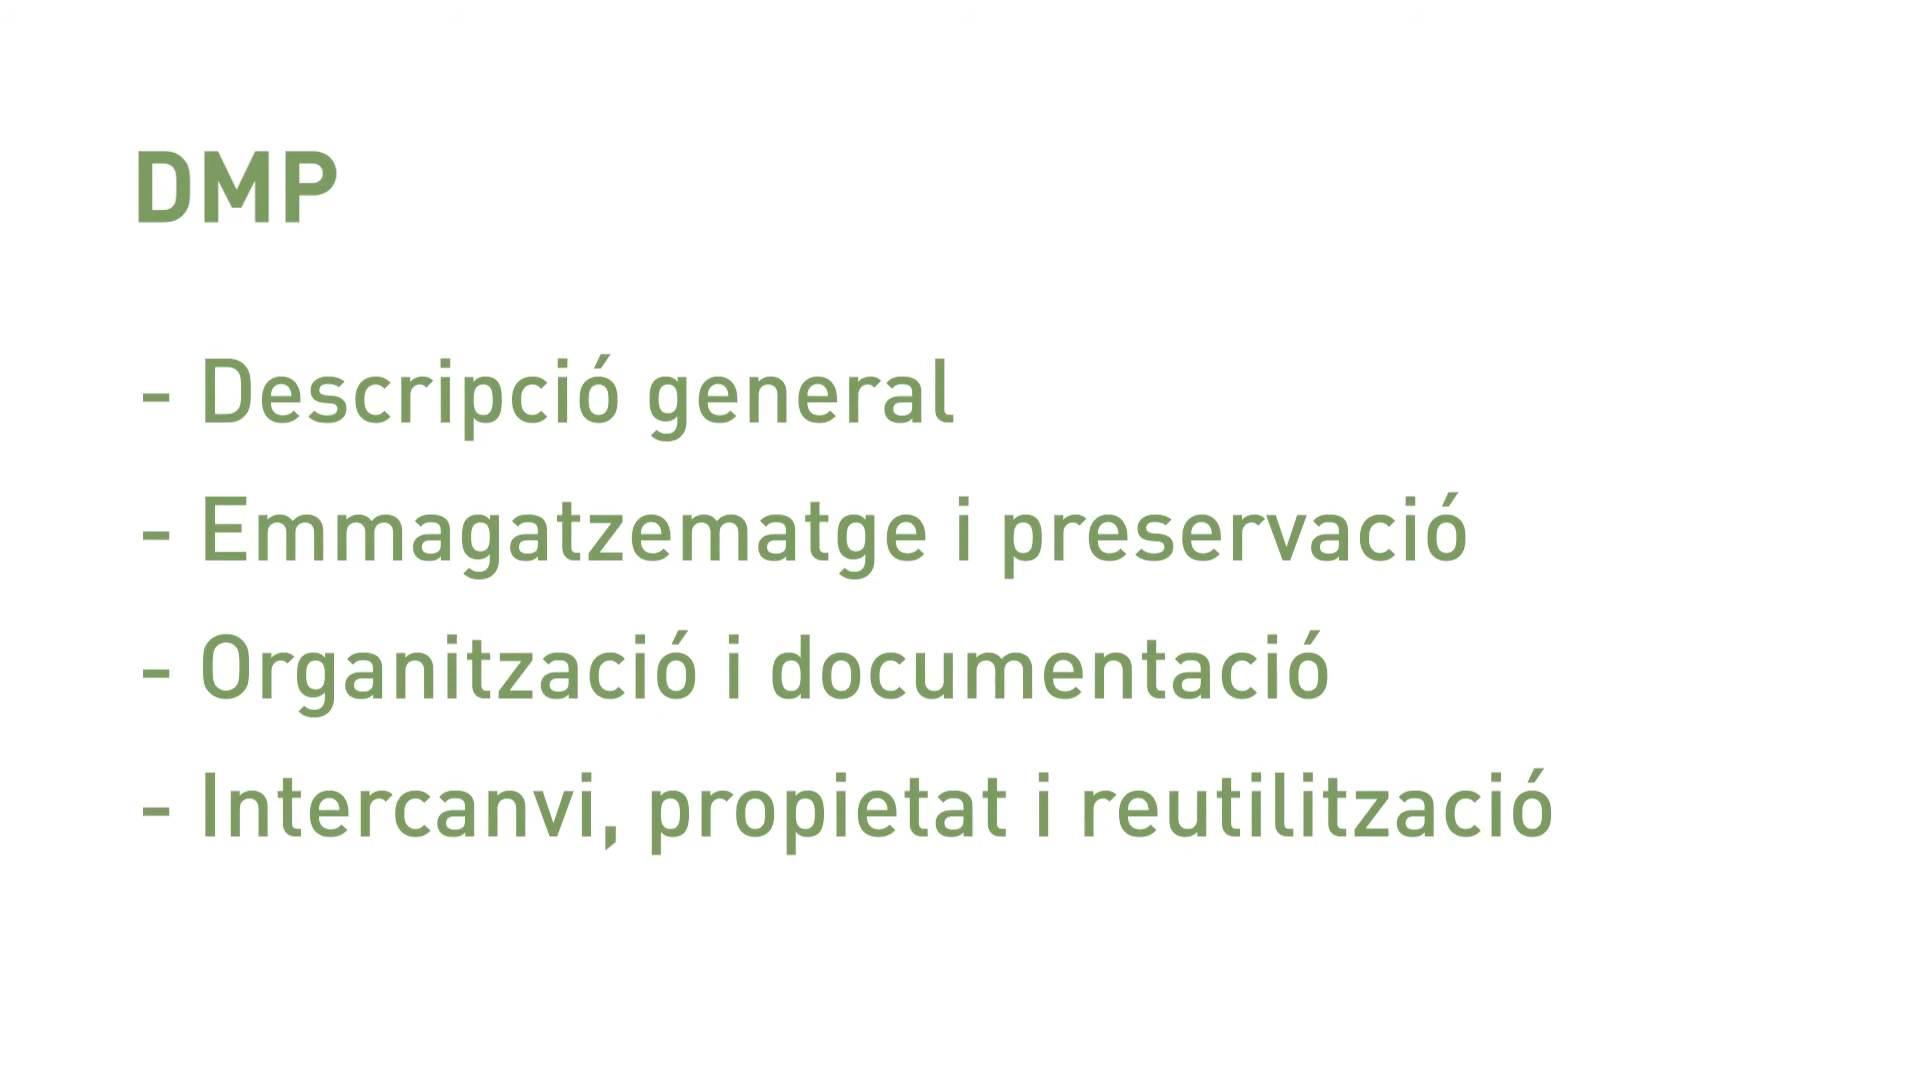 DMP
- Descripció general
- Emmagatzematge i preservació
- Organització i documentació
- Intercanvi, propietat i reutilització